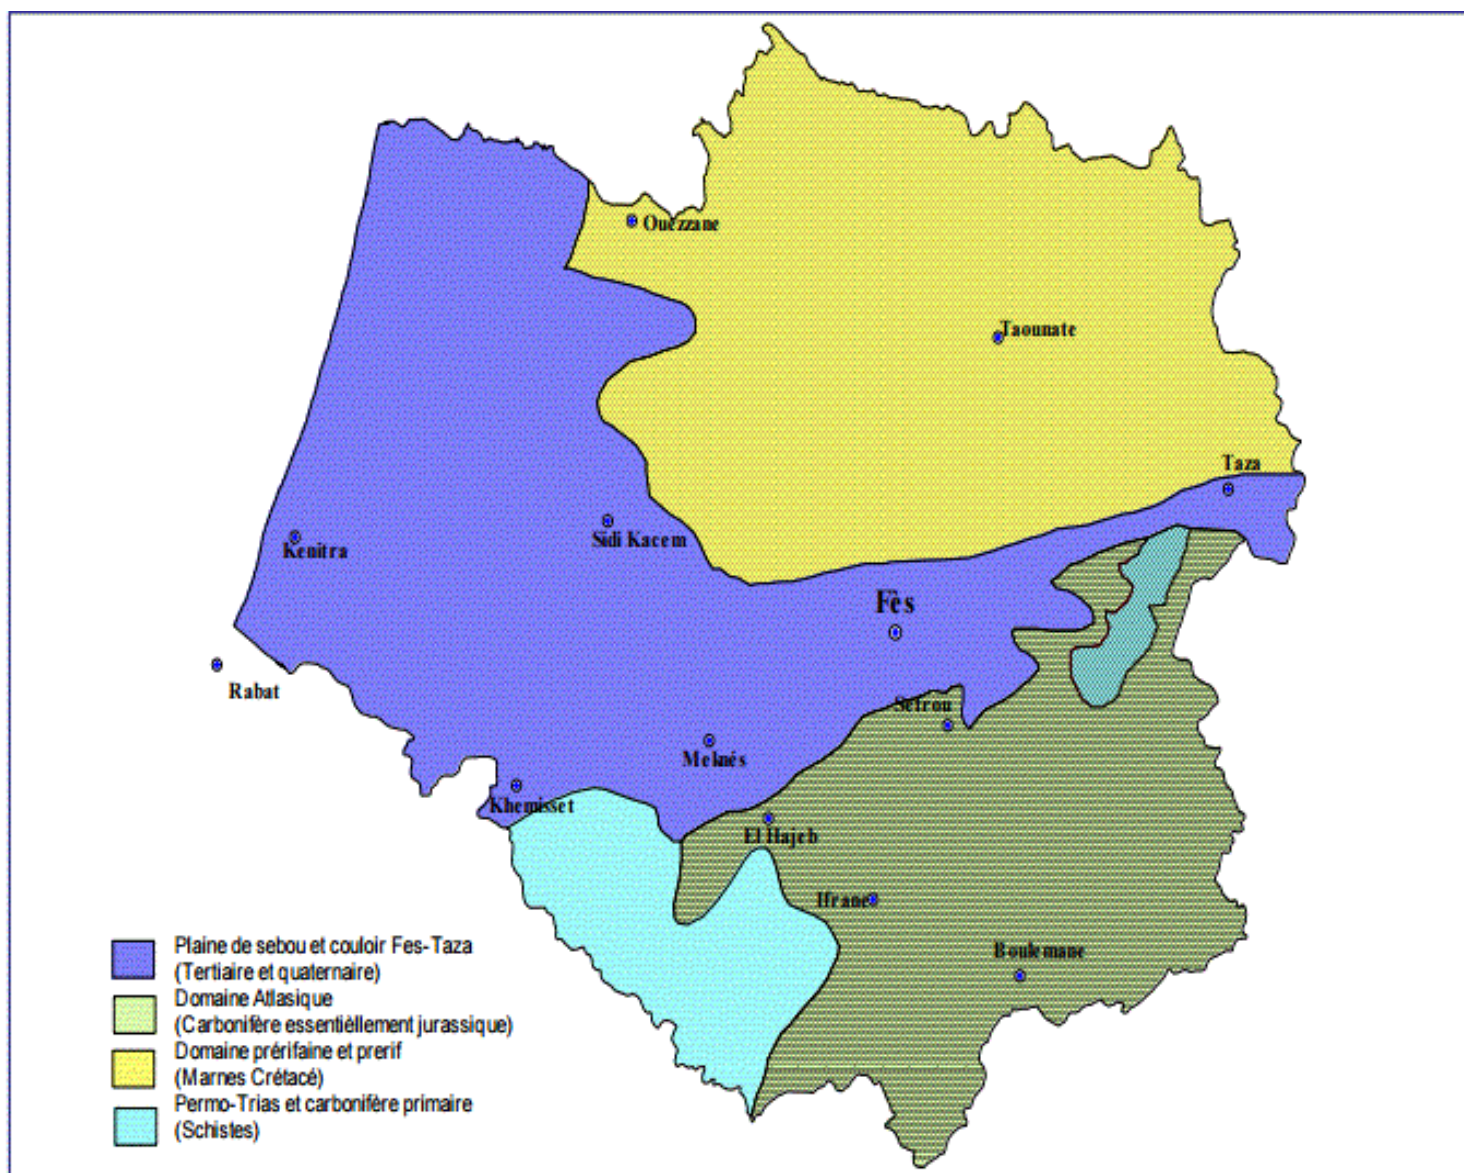 Ouezzane
Taounate
Taza
Kenitra
Sidi Kacem
Fès
Rabat
Sefrou
Meknés
Khemisset
El Hajeb
Ifrane
Boulemane
Plaine de sebou et couloir Fes-Taza
(Tertiaire et quaternaire)
Domaine Atlasique
(Carbonifère essentièllement jurassique)
Domaine prérifaine et prerif
(Marnes Crétacé)
Permo-Trias et carbonifère primaire
(Schistes)